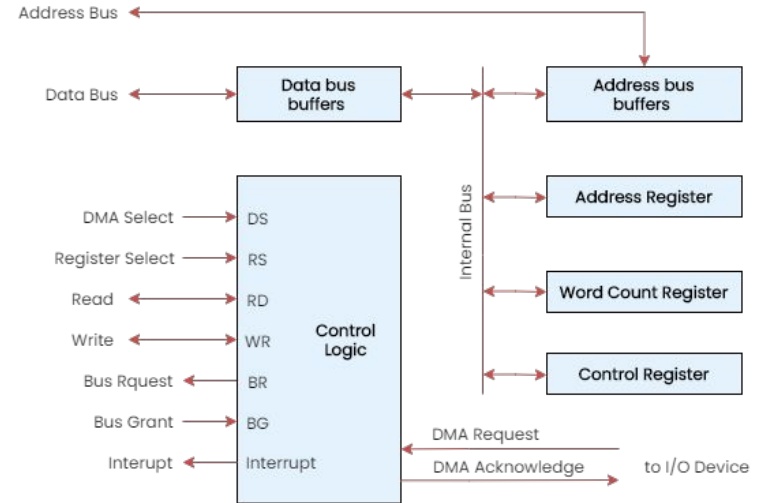 Address Bus
Data Bus
Data bus
buffers
Address bus
buffers
Internal Bus
Address Register
Word Count Register
Control Register
DMA Select
DS
Register Select
RS
Read
RD
Write
WR
Bus Rquest
BR
Bus Grant
BG
Interupt
Interrupt
Control
Logic
DMA Request
DMA Acknowledge
to I/O Device